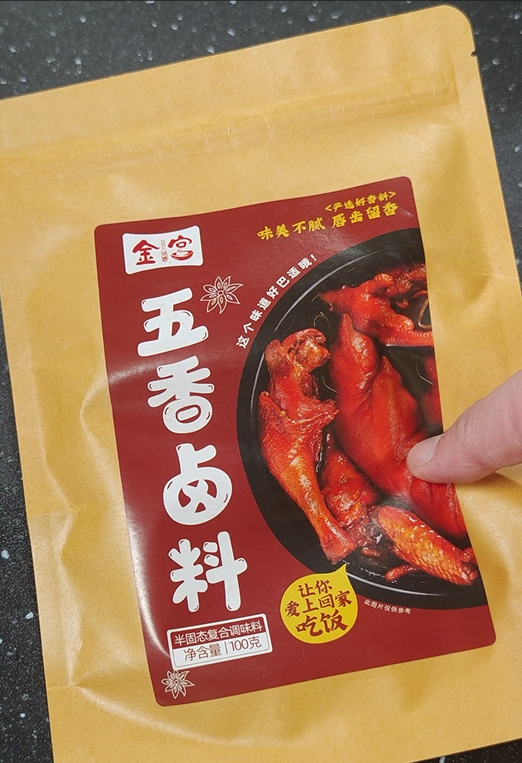 <严选好香料>
味美不腻 唇齿留香
金宫
这个味道好巴适哦!
五香卤料
让你
爱上回家
吃饭
此图片仅供参考
半固态复合调味料
净含量 | 100克